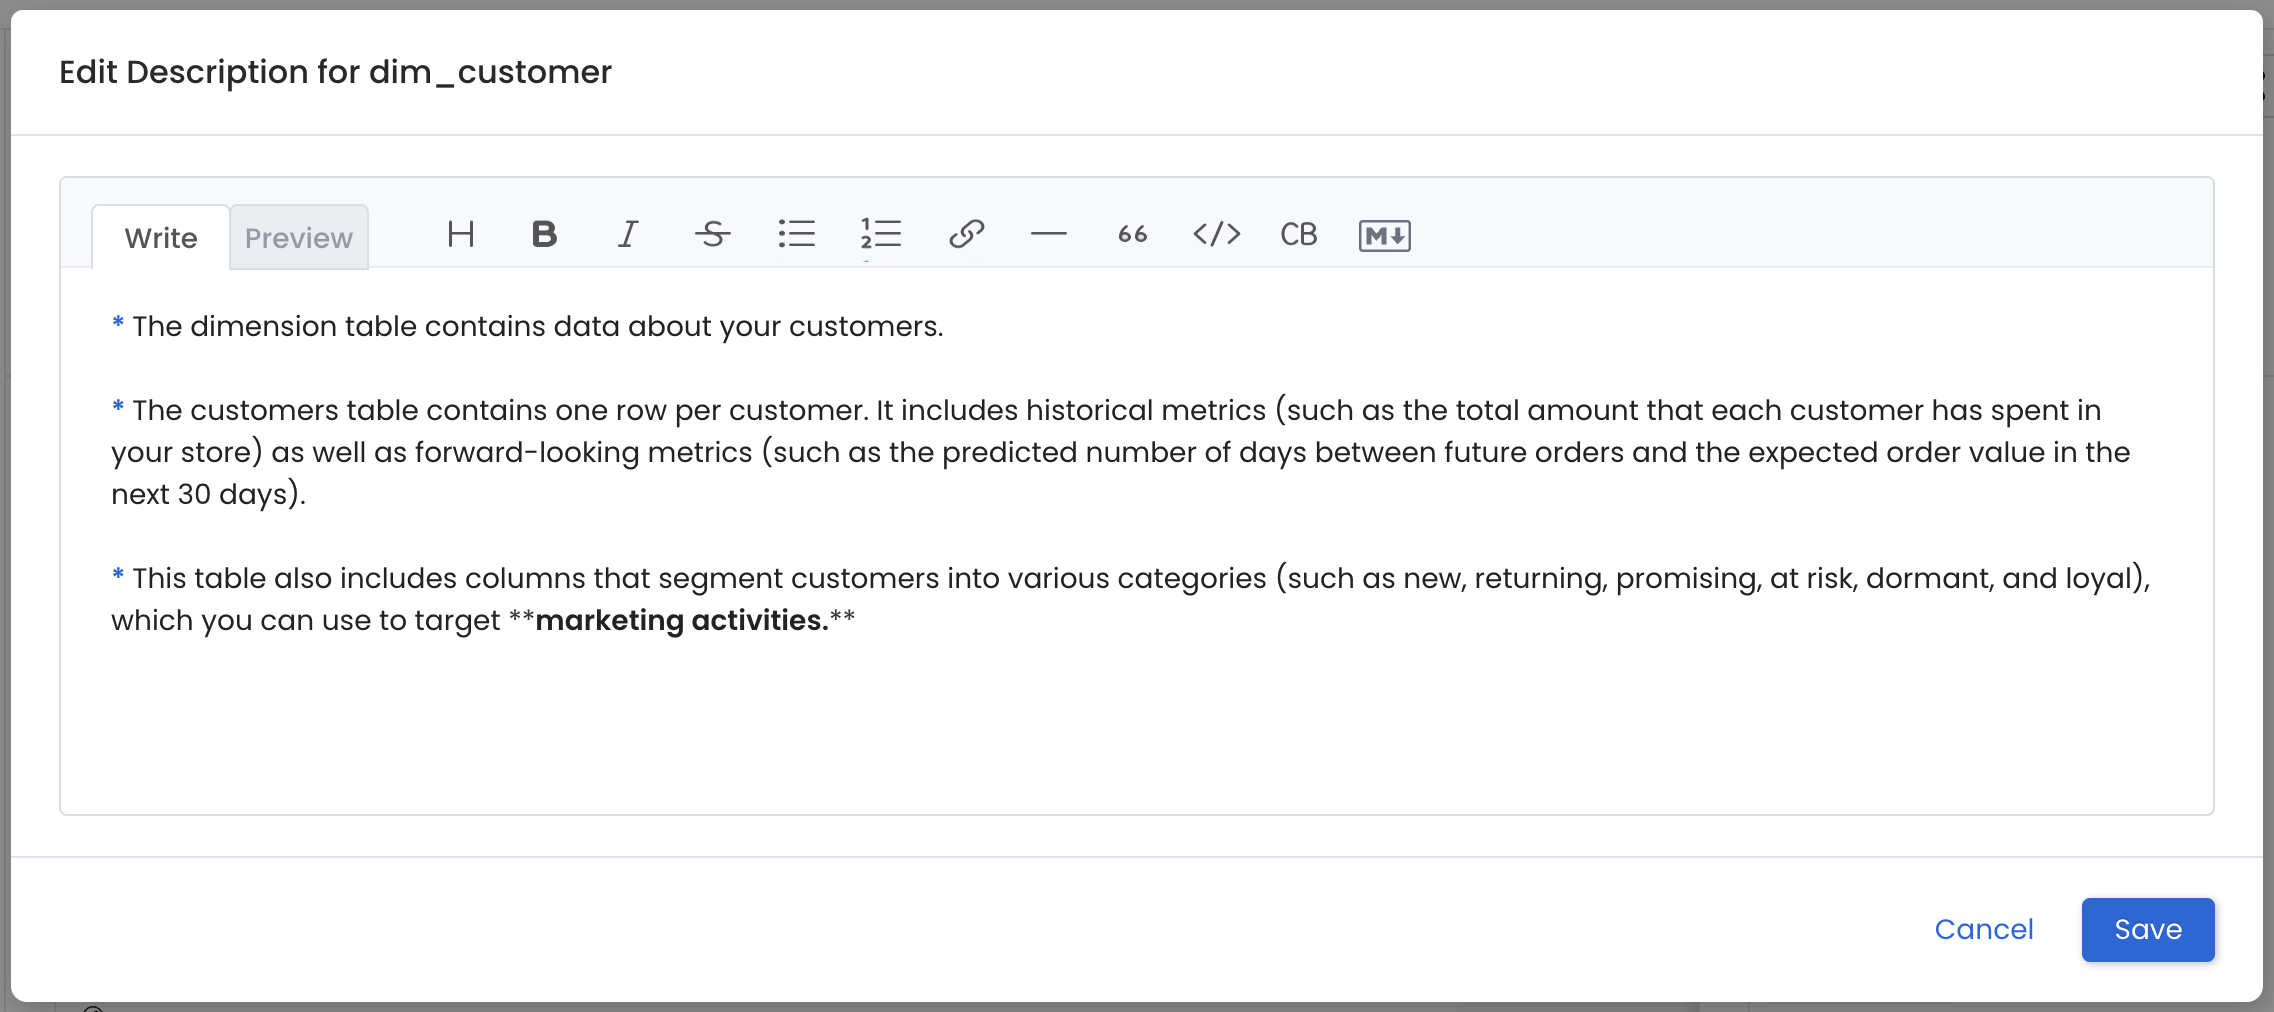 Edit Description for dim_customer
Write Preview H B I S 1 2 66 </> CB M↓
* The dimension table contains data about your customers.
* The customers table contains one row per customer. It includes historical metrics (such as the total amount that each customer has spent in
your store) as well as forward-looking metrics (such as the predicted number of days between future orders and the expected order value in the
next 30 days).
* This table also includes columns that segment customers into various categories (such as new, returning, promising, at risk, dormant, and loyal),
which you can use to target **marketing activities.**
Cancel Save